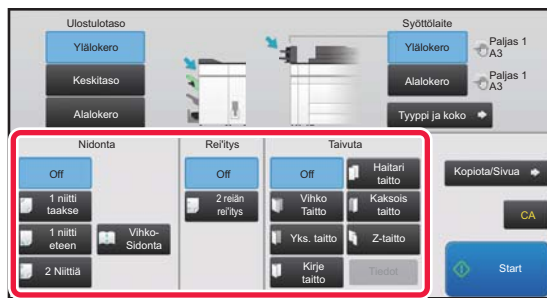 Ulostulotaso
Ylälokero
Keskitaso
Alalokero
Syöttölaite
Ylälokero
Paljas 1
A3
Alalokero
Paljas 1
A3
Tyyppi ja koko
Nidonta
Off
1 niitti
taakse
1 niitti
eteen
Vihko-
Sidonta
2 Niittiä
Rei'itys
Off
2 reiän
rei'itys
Taivuta
Off
Haitari
taitto
Vihko
Taitto
Kaksois
taitto
Yks. taitto
Z-taitto
Kirje
taitto
Tiedot
Kopiota/Sivua
CA
Start